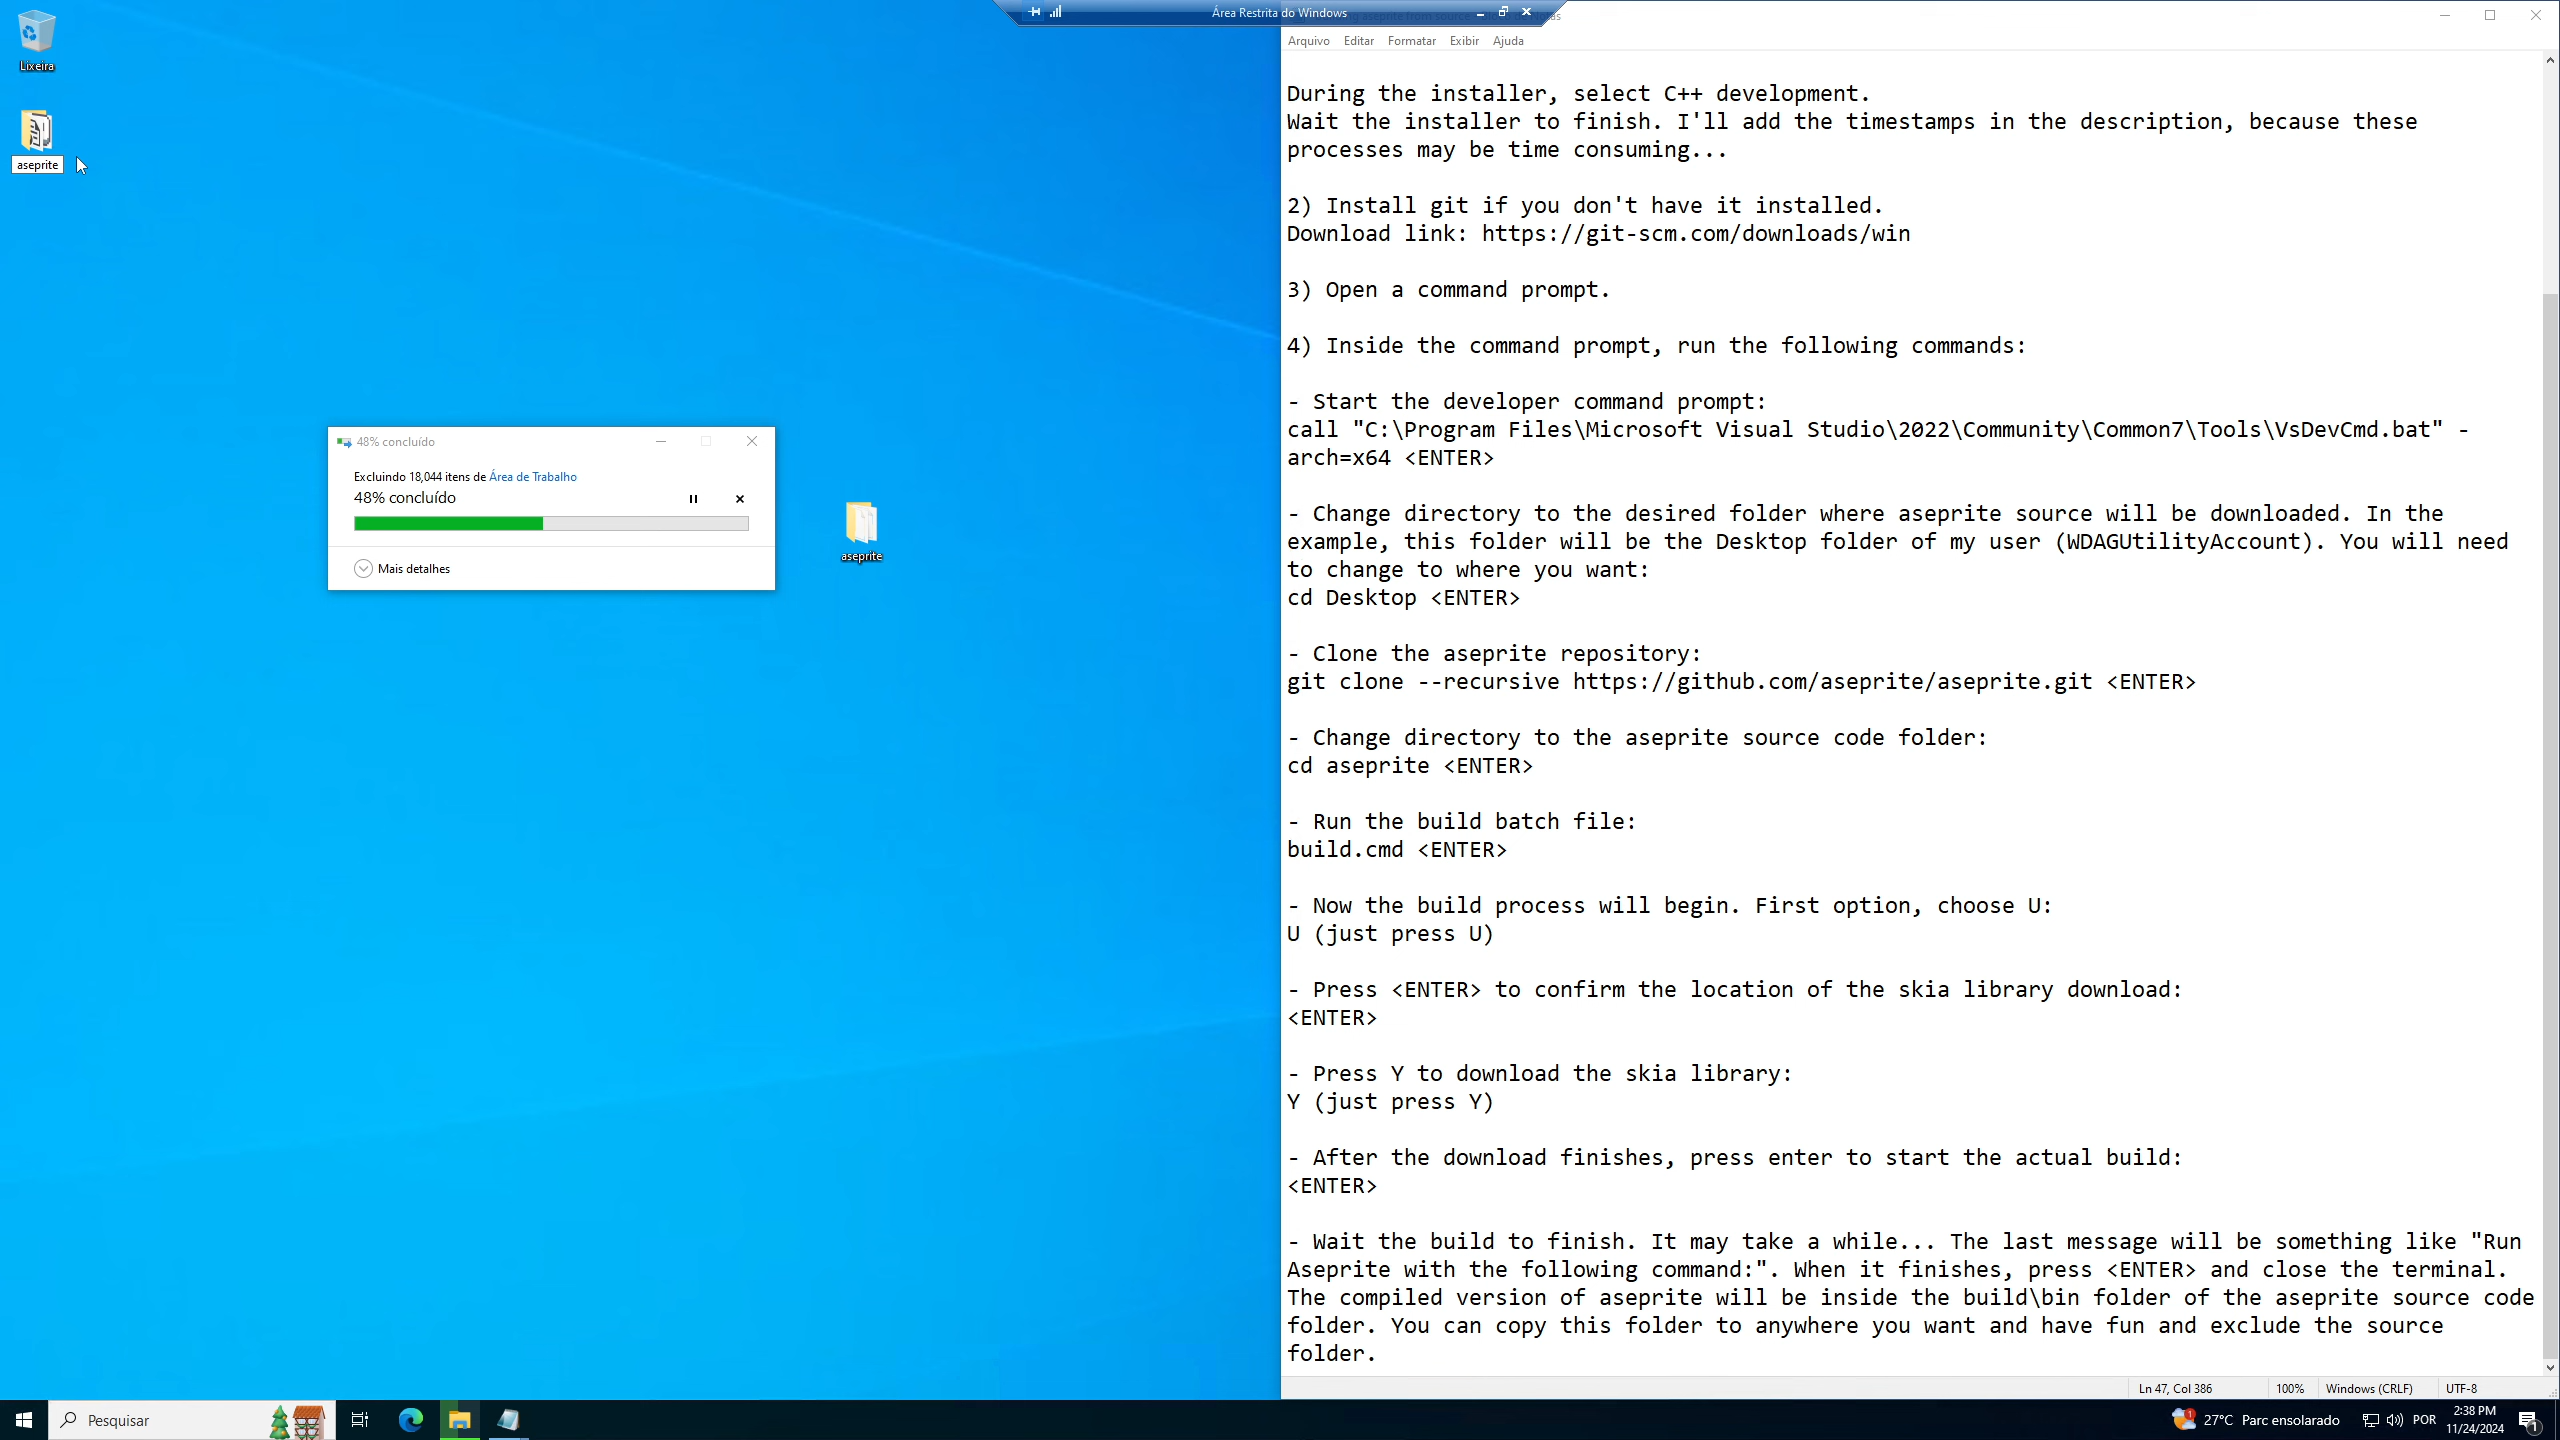 Lixeira
aseprite
Área Restrita do Windows
48% concluído
Excluindo 18,044 itens de Área de Trabalho
48% concluído
Mais detalhes
aseprite
Arquivo Editar Formatar Exibir Ajuda
During the installer, select C++ development.
Wait the installer to finish. I'll add the timestamps in the description, because these
processes may be time consuming...
2) Install git if you don't have it installed.
Download link: https://git-scm.com/downloads/win
3) Open a command prompt.
4) Inside the command prompt, run the following commands:
- Start the developer command prompt:
call "C:\Program Files\Microsoft Visual Studio\2022\Community\Common7\Tools\VsDevCmd.bat" -
arch=x64 <ENTER>
- Change directory to the desired folder where aseprite source will be downloaded. In the
example, this folder will be the Desktop folder of my user (WDAGUtilityAccount). You will need
to change to where you want:
cd Desktop <ENTER>
- Clone the aseprite repository:
git clone --recursive https://github.com/aseprite/aseprite.git <ENTER>
- Change directory to the aseprite source code folder:
cd aseprite <ENTER>
- Run the build batch file:
build.cmd <ENTER>
- Now the build process will begin. First option, choose U:
U (just press U)
- Press <ENTER> to confirm the location of the skia library download:
<ENTER>
- Press Y to download the skia library:
Y (just press Y)
- After the download finishes, press enter to start the actual build:
<ENTER>
- Wait the build to finish. It may take a while... The last message will be something like "Run
Aseprite with the following command:". When it finishes, press <ENTER> and close the terminal.
The compiled version of aseprite will be inside the build\bin folder of the aseprite source code
folder. You can copy this folder to anywhere you want and have fun and exclude the source
folder.
Ln 47, Col 386 100% Windows (CRLF) UTF-8
Pesquisar
1 27°C Parc ensolarado POR
2:38 PM
11/24/2024
1